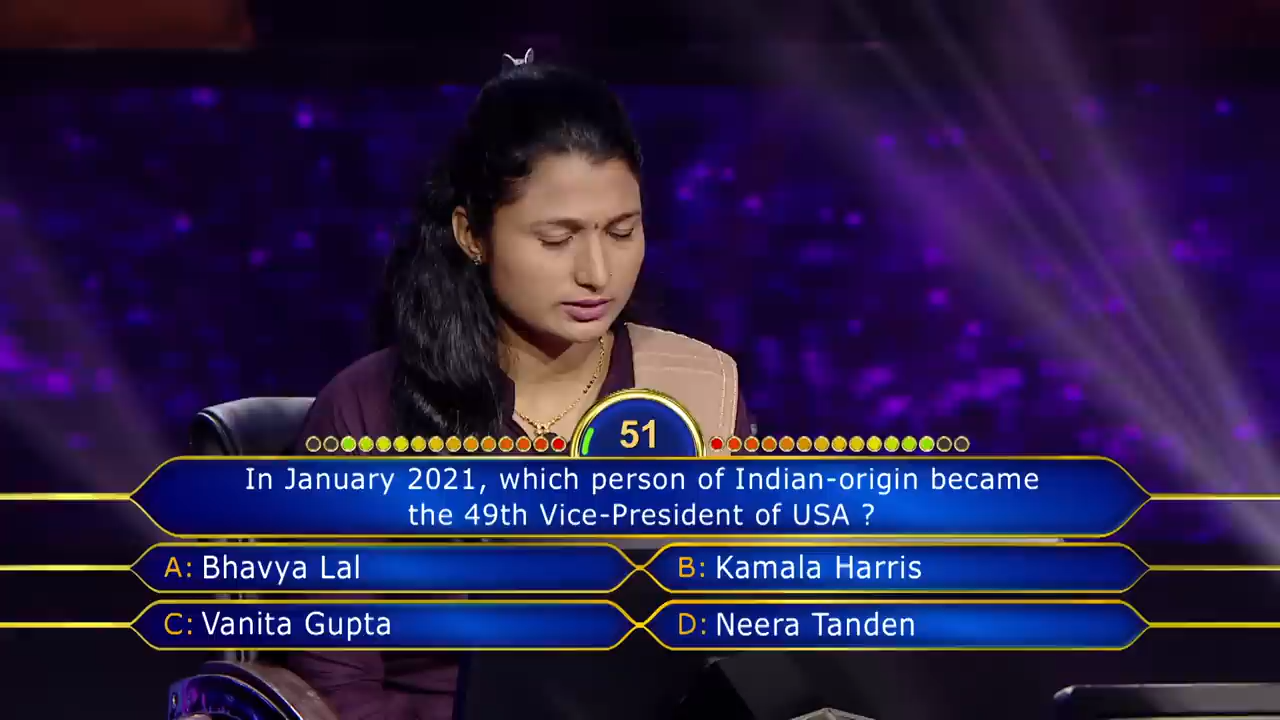 51
In January 2021, which person of Indian-origin became
the 49th Vice-President of USA ?
A: Bhavya Lal
B: Kamala Harris
C: Vanita Gupta
D: Neera Tanden